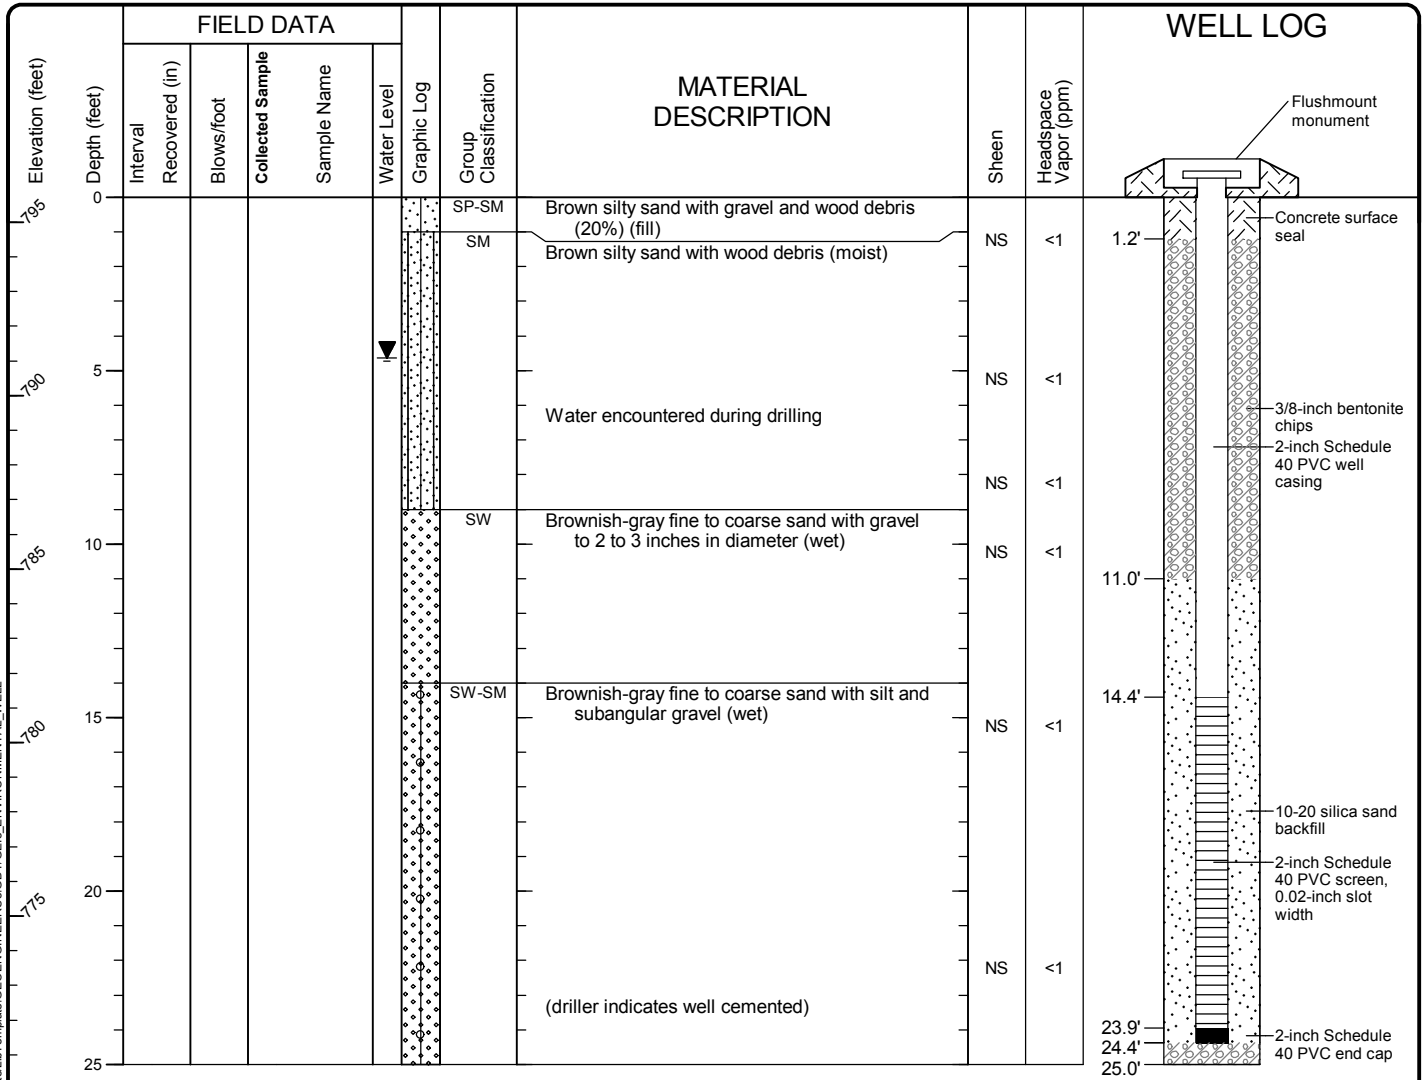 FIELD DATA
WELL LOG
Elevation (feet)
Depth (feet)
Interval
Recovered (in)
Blows/foot
Collected Sample
Sample Name
Water Level
Graphic Log
Group
Classification
MATERIAL
DESCRIPTION
Sheen
Headspace
Vapor (ppm)
Flushmount
monument
0
795
SP-SM
Brown silty sand with gravel and wood debris
(20%) (fill)
Concrete surface
seal
SM
Brown silty sand with wood debris (moist)
NS
<1
1.2'
5
790
NS
<1
Water encountered during drilling
3/8-inch bentonite
chips
2-inch Schedule
40 PVC well
casing
NS
<1
SW
Brownish-gray fine to coarse sand with gravel
to 2 to 3 inches in diameter (wet)
10
785
NS
<1
11.0'
SW-SM
Brownish-gray fine to coarse sand with silt and
subangular gravel (wet)
14.4'
15
780
NS
<1
10-20 silica sand
backfill
2-inch Schedule
40 PVC screen,
0.02-inch slot
width
20
775
NS
<1
(driller indicates well cemented)
23.9'
24.4'
25.0'
2-inch Schedule
40 PVC end cap
25